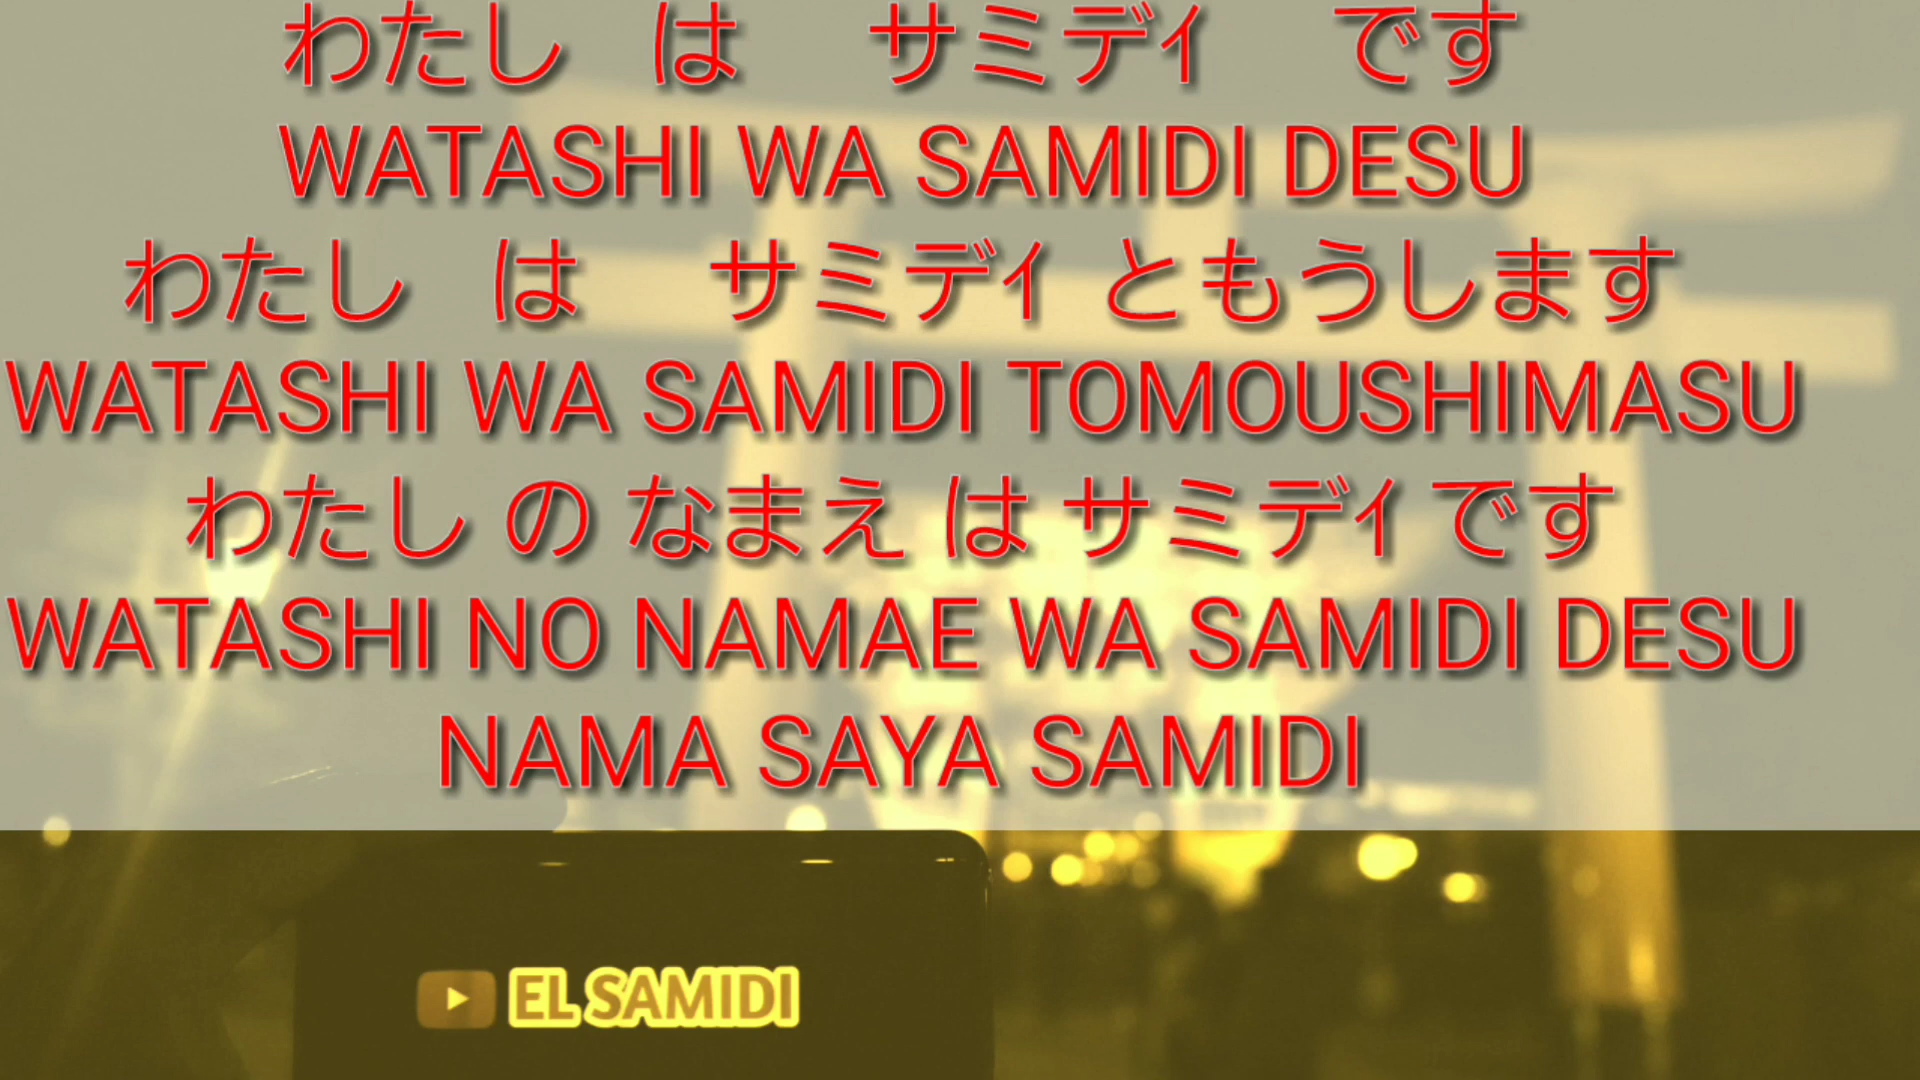 わたし は サミディ です
WATASHI WA SAMIDI DESU
わたし は サミディ ともうします
WATASHI WA SAMIDI TOMOUSHIMASU
わたし の なまえ は サミディ です
WATASHI NO NAMAE WA SAMIDI DESU
NAMA SAYA SAMIDI
EL SAMIDI